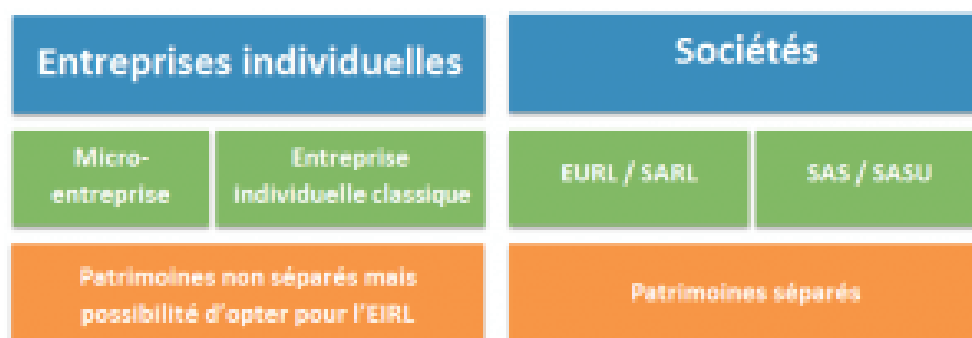 Entreprises individuelles
Sociétés
Micro-
entreprise
Entreprise
individuelle classique
EURL / SARL
SAS / SASU
Patrimoines non séparés mais
possibilité d'opter pour l'EIRL
Patrimoines séparés